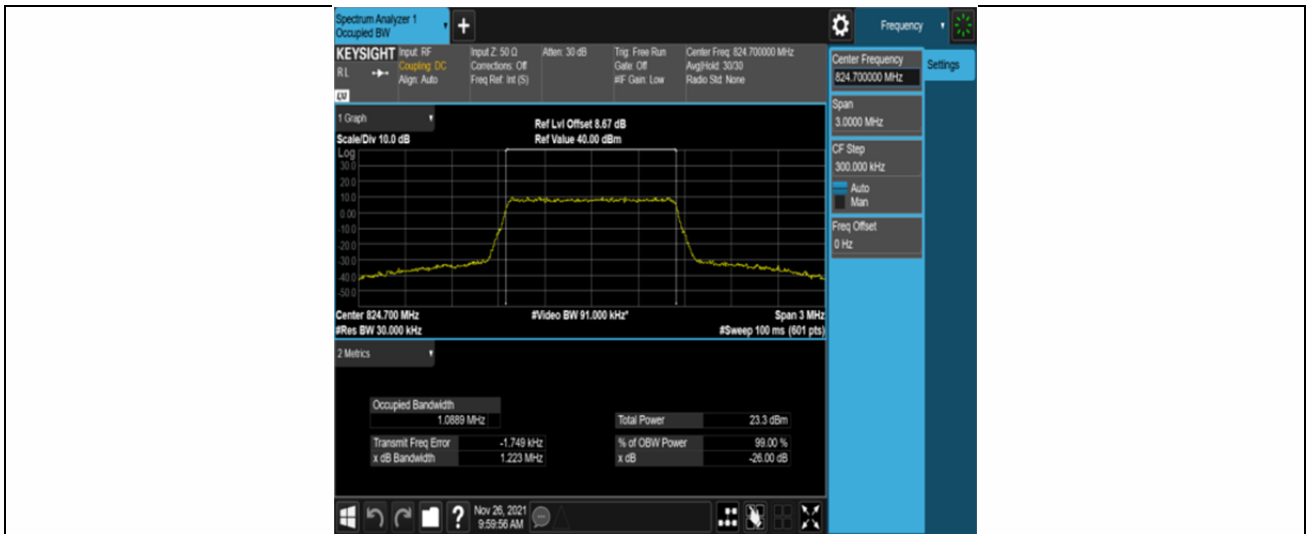 Spectrum Analyzer 1
Occupied BW
Frequency
KEYSIGHT
R L
Input: RF
Coupling: DC
Align: Auto
Input Z: 50 Ω
Corrections: Off
Freq Ref: Int (S)
Atten: 30 dB
Trig: Free Run
Gate: Off
#IF Gain: Low
Center Freq: 824.700000 MHz
Avg|Hold: 30/30
Radio Std: None
Center Frequency
824.700000 MHz
Settings
Span
3.0000 MHz
CF Step
300.000 kHz
Auto
Man
Freq Offset
0 Hz
1 Graph
Scale/Div 10.0 dB
Ref Lvl Offset 8.67 dB
Ref Value 40.00 dBm
Log
30.0
20.0
10.0
0.00
-10.0
-20.0
-30.0
-40.0
-50.0
Center 824.700 MHz
#Video BW 91.000 kHz*
Span 3 MHz
#Res BW 30.000 kHz
#Sweep 100 ms (601 pts)
2 Metrics
Occupied Bandwidth
1.0889 MHz
Total Power 23.3 dBm
Transmit Freq Error -1.749 kHz
% of OBW Power 99.00 %
x dB Bandwidth 1.223 MHz
x dB -26.00 dB
?
Nov 26, 2021
9:59:56 AM